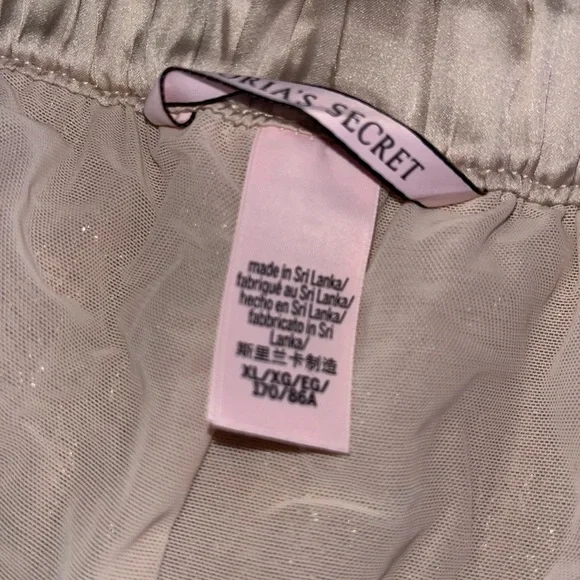 ORIA'S SECRET
made in Sri Lanka/
fabriqué au Sri Lanka/
hecho en Sri Lanka/
fabbricato in Sri
Lanka/
斯里兰卡制造
XL/XG/EG/
170/86A